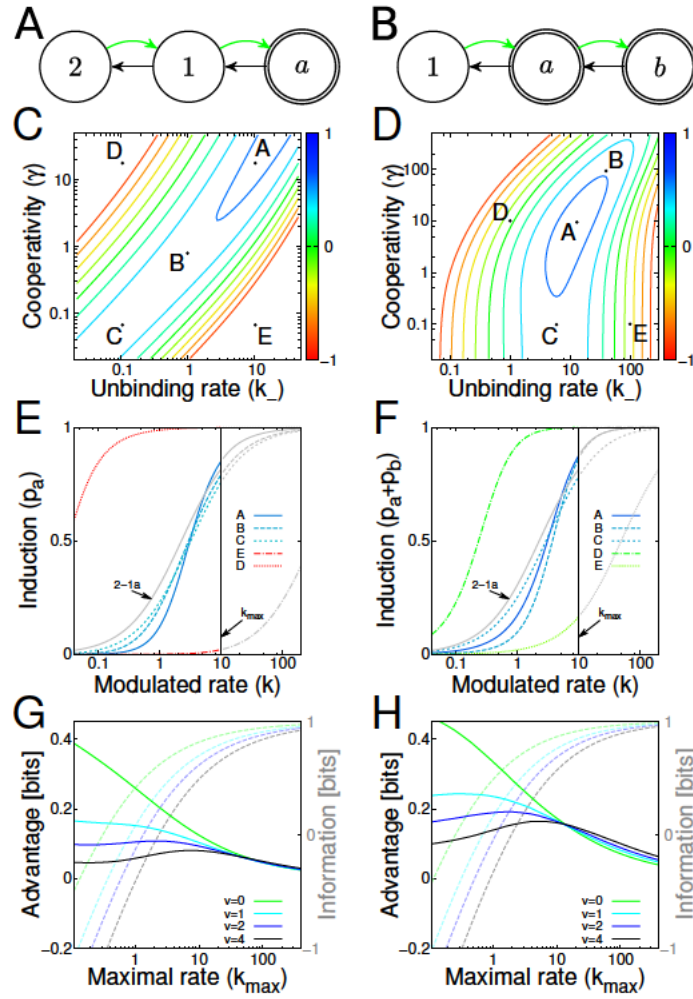 A
B
2
1
a
1
a
b
C
D
Cooperativity (γ)
10
1
0.1
D
A
B
C
E
0.1
1
10
Unbinding rate (k_)
1
0
-1
Cooperativity (γ)
100
10
1
0.1
B
D
A
C
E
0.1
1
10
100
Unbinding rate (k_)
1
0
-1
E
F
Induction (pa)
1
0.5
0
2-1a
A
B
C
E
D
kmax
0.1
1
10
100
Modulated rate (k)
Induction (pa+pb)
1
0.5
0
2-1a
A
B
C
D
E
kmax
0.1
1
10
100
Modulated rate (k)
G
H
Advantage [bits]
0.4
0.2
0
-0.2
v=0
v=1
v=2
v=4
1
0
-1
Information [bits]
1
10
100
Maximal rate (kmax)
Advantage [bits]
0.4
0.2
0
-0.2
v=0
v=1
v=2
v=4
1
0
-1
Information [bits]
1
10
100
Maximal rate (kmax)